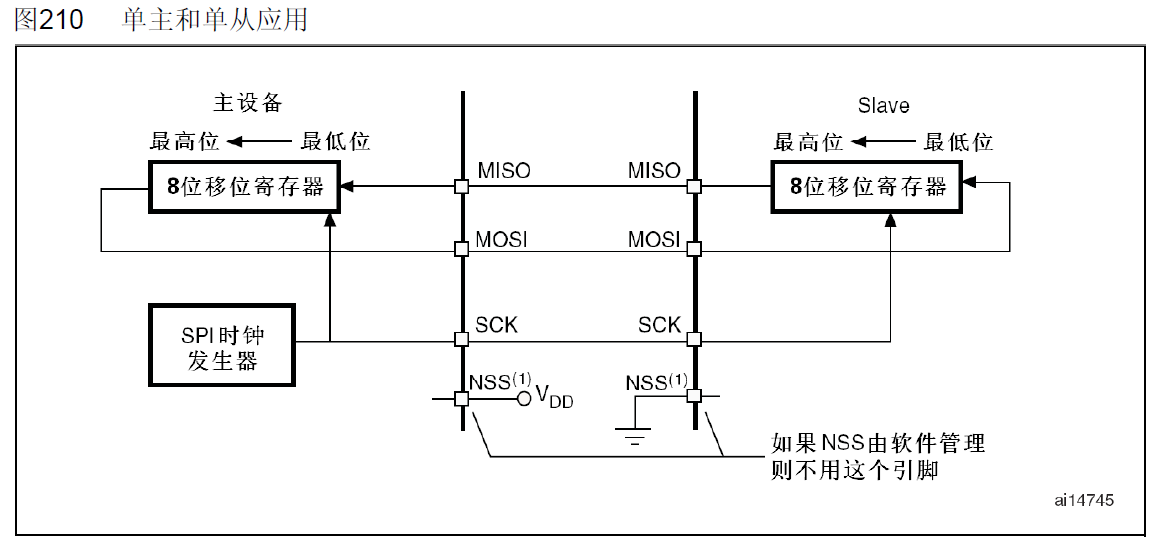 图210 单主和单从应用
主设备
Slave
最高位 最低位
最高位 最低位
8位移位寄存器
MISO
MISO
8位移位寄存器
MOSI
MOSI
SPI时钟
发生器
SCK
SCK
NSS(1)
VDD
NSS(1)
如果NSS由软件管理
则不用这个引脚
ai14745